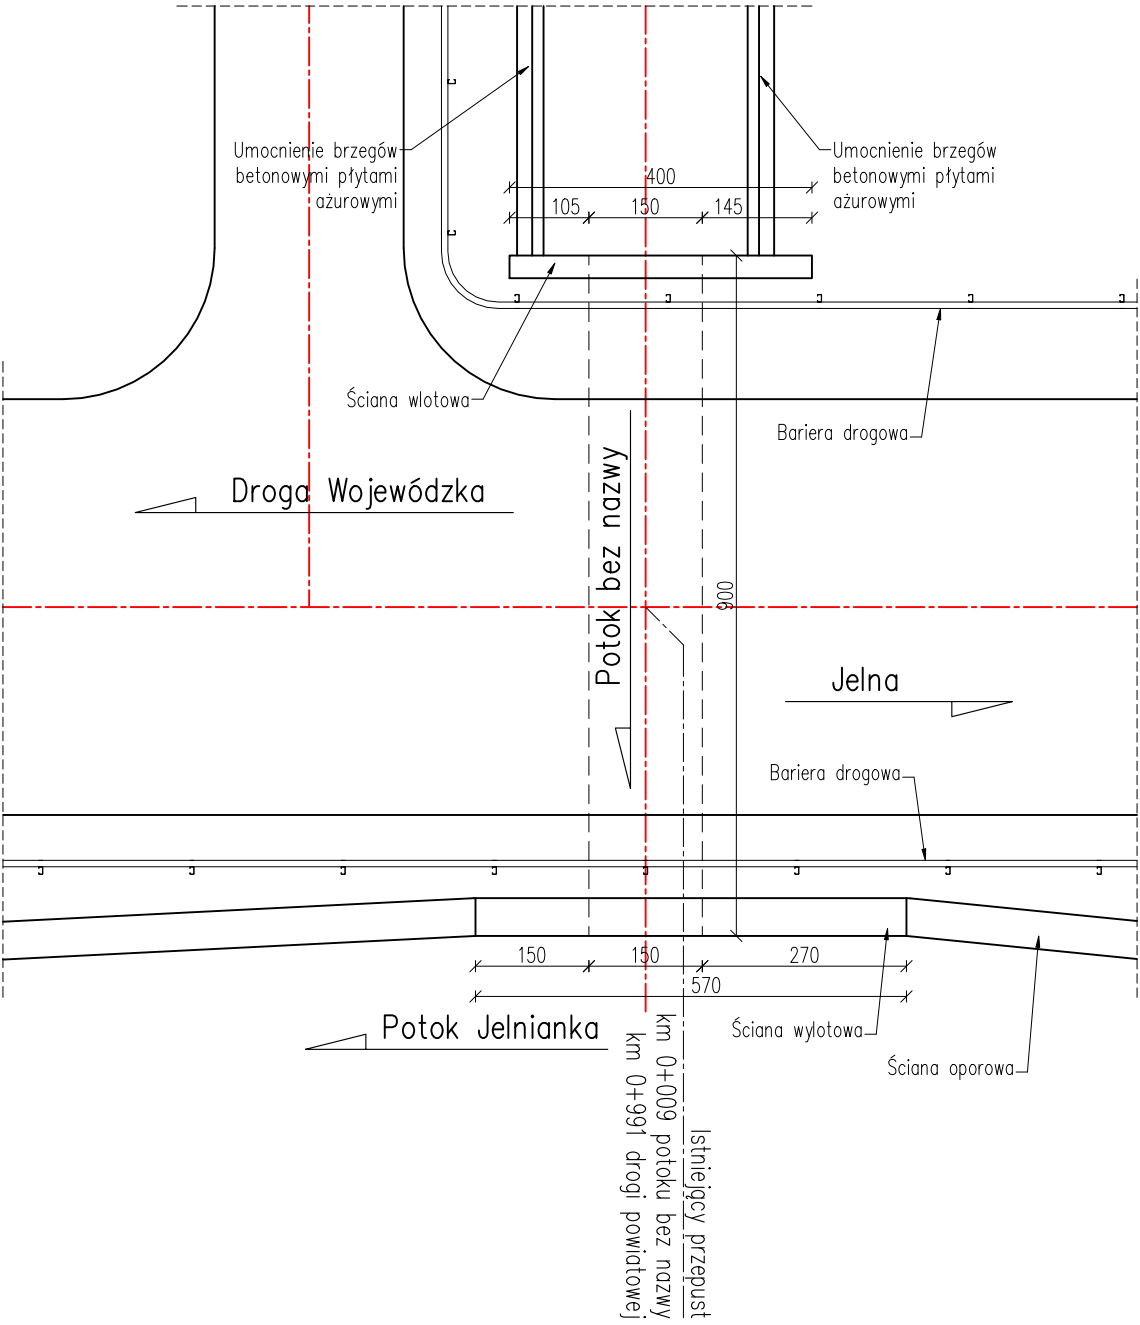 Umocnienie brzegów
betonowymi płytami
ażurowymi
Umocnienie brzegów
betonowymi płytami
ażurowymi
400
105
150
145
Ściana wlotowa
Bariera drogowa
Droga Wojewódzka
Potok bez nazwy
900
Jelna
Bariera drogowa
150
150
270
570
Potok Jelnianka
Ściana wylotowa
Ściana oporowa
Istniejący przepust
km 0+009 potoku bez nazwy
km 0+991 drogi powiatowej